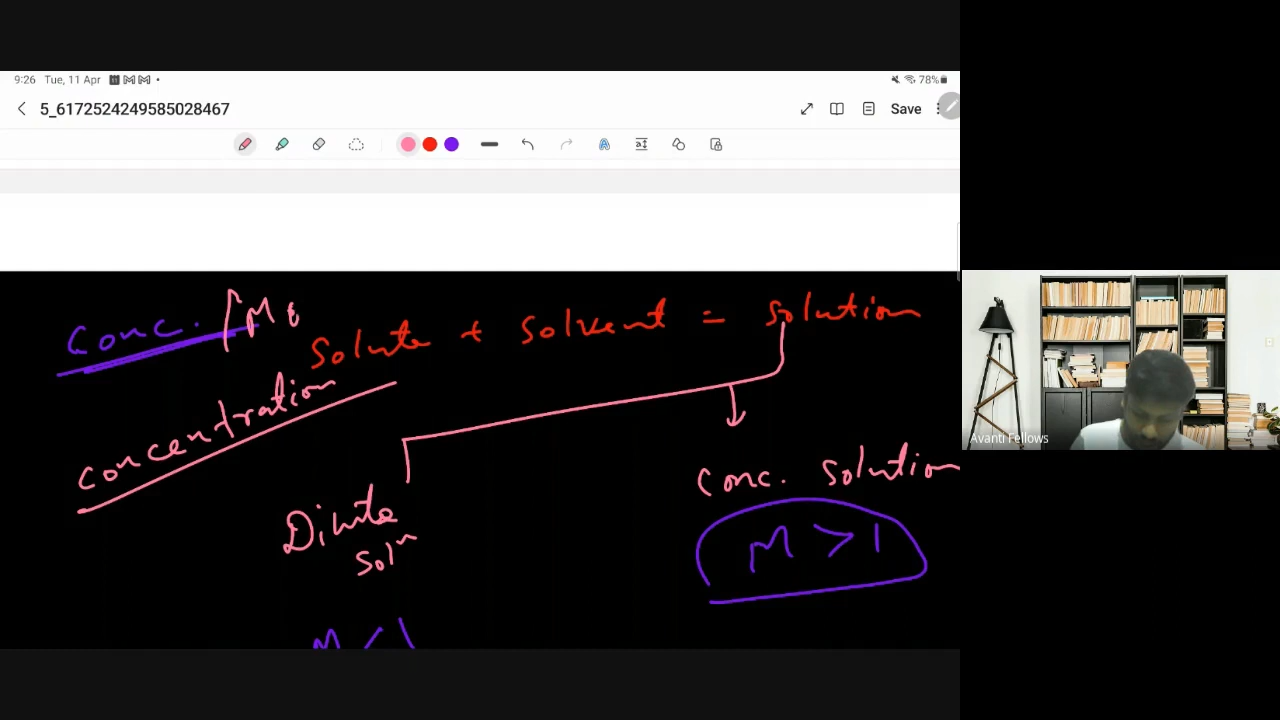 9:26 Tue, 11 Apr
78%
5_6172524249585028467
Save
Conc. [M
Solute + Solvent = Solution
concentration
Dilute
solⁿ
M < 1
Conc. Solution
M > 1
Avanti Fellows